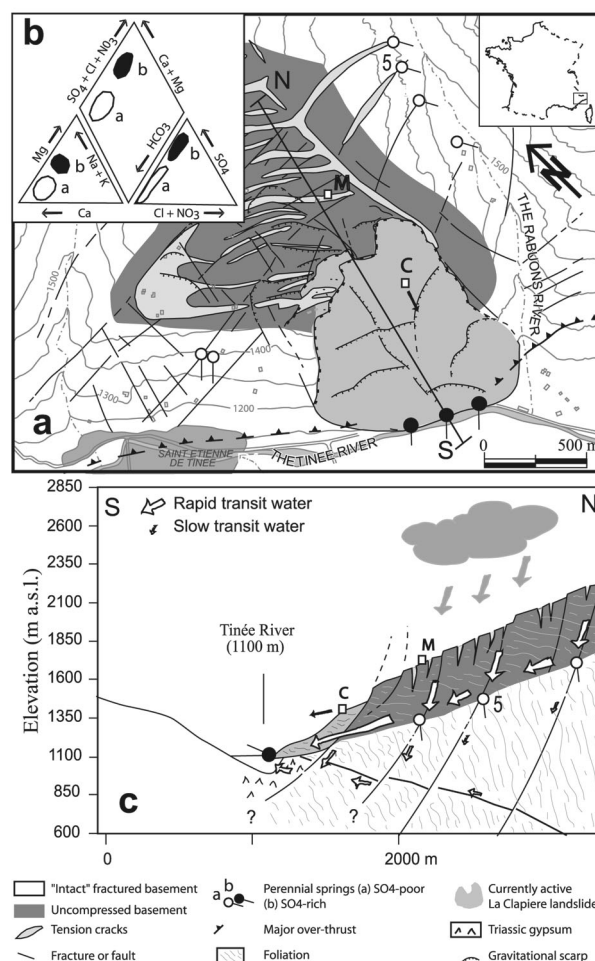 b
SO4 + Cl + NO3
Ca + Mg
b
a
Mg
b
a
Na + K
HCO3
b
a
SO4
Ca
Cl + NO3
N
5
M
C
1500
THE RABUONS RIVER
1500
1400
1300
1200
a
SAINT ETIENNE
DE TINEE
THETINEE RIVER
S
0 500 m
2850
2600
2350
2100
1850
1600
1350
1100
850
600
Elevation (m a.s.l.)
S
N
Rapid transit water
Slow transit water
Tinée River
(1100 m)
M
C
5
?
?
c
0
2000 m
"Intact" fractured basement
Uncompressed basement
Tension cracks
Fracture or fault
b
a
Perennial springs (a) SO4-poor
(b) SO4-rich
Major over-thrust
Foliation
Currently active
La Clapiere landslide
Triassic gypsum
Gravitational scarp